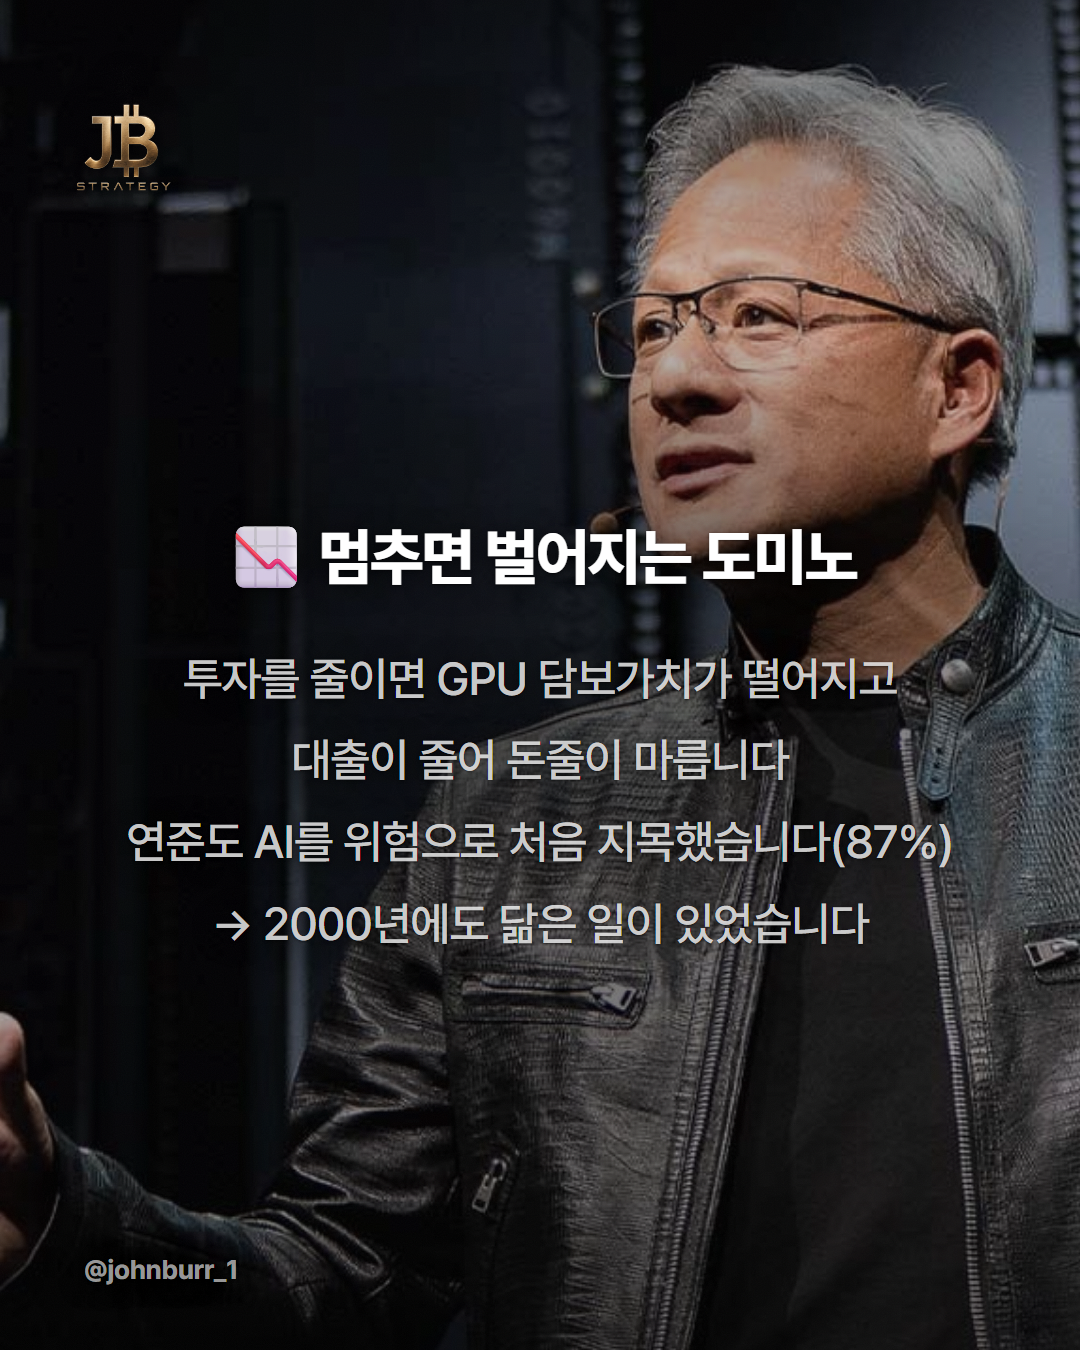 JB
STRATEGY
📉 멈추면 벌어지는 도미노
투자를 줄이면 GPU 담보가치가 떨어지고
대출이 줄어 돈줄이 마릅니다
연준도 AI를 위험으로 처음 지목했습니다(87%)
→ 2000년에도 닮은 일이 있었습니다
@johnburr_1